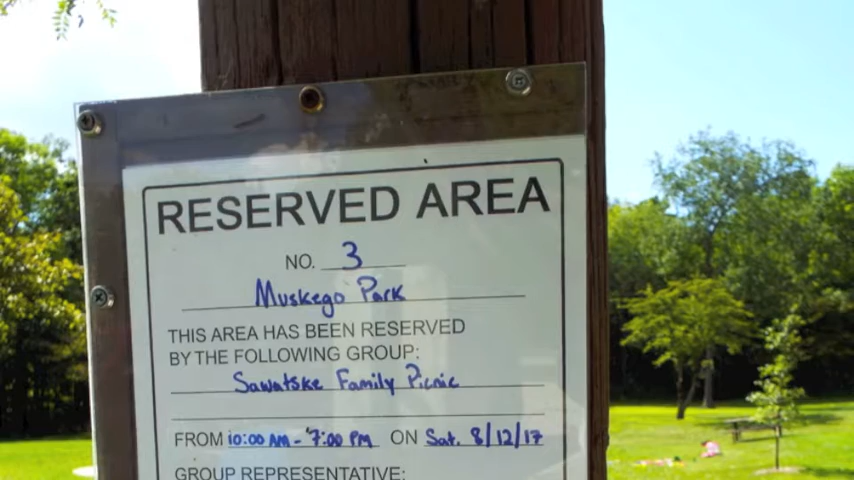 RESERVED AREA
NO. 3
Muskego Park
THIS AREA HAS BEEN RESERVED
BY THE FOLLOWING GROUP:
Sawatske Family Picnic
FROM 10:00 AM - 7:00 PM ON Sat. 8/12/17
GROUP REPRESENTATIVE: